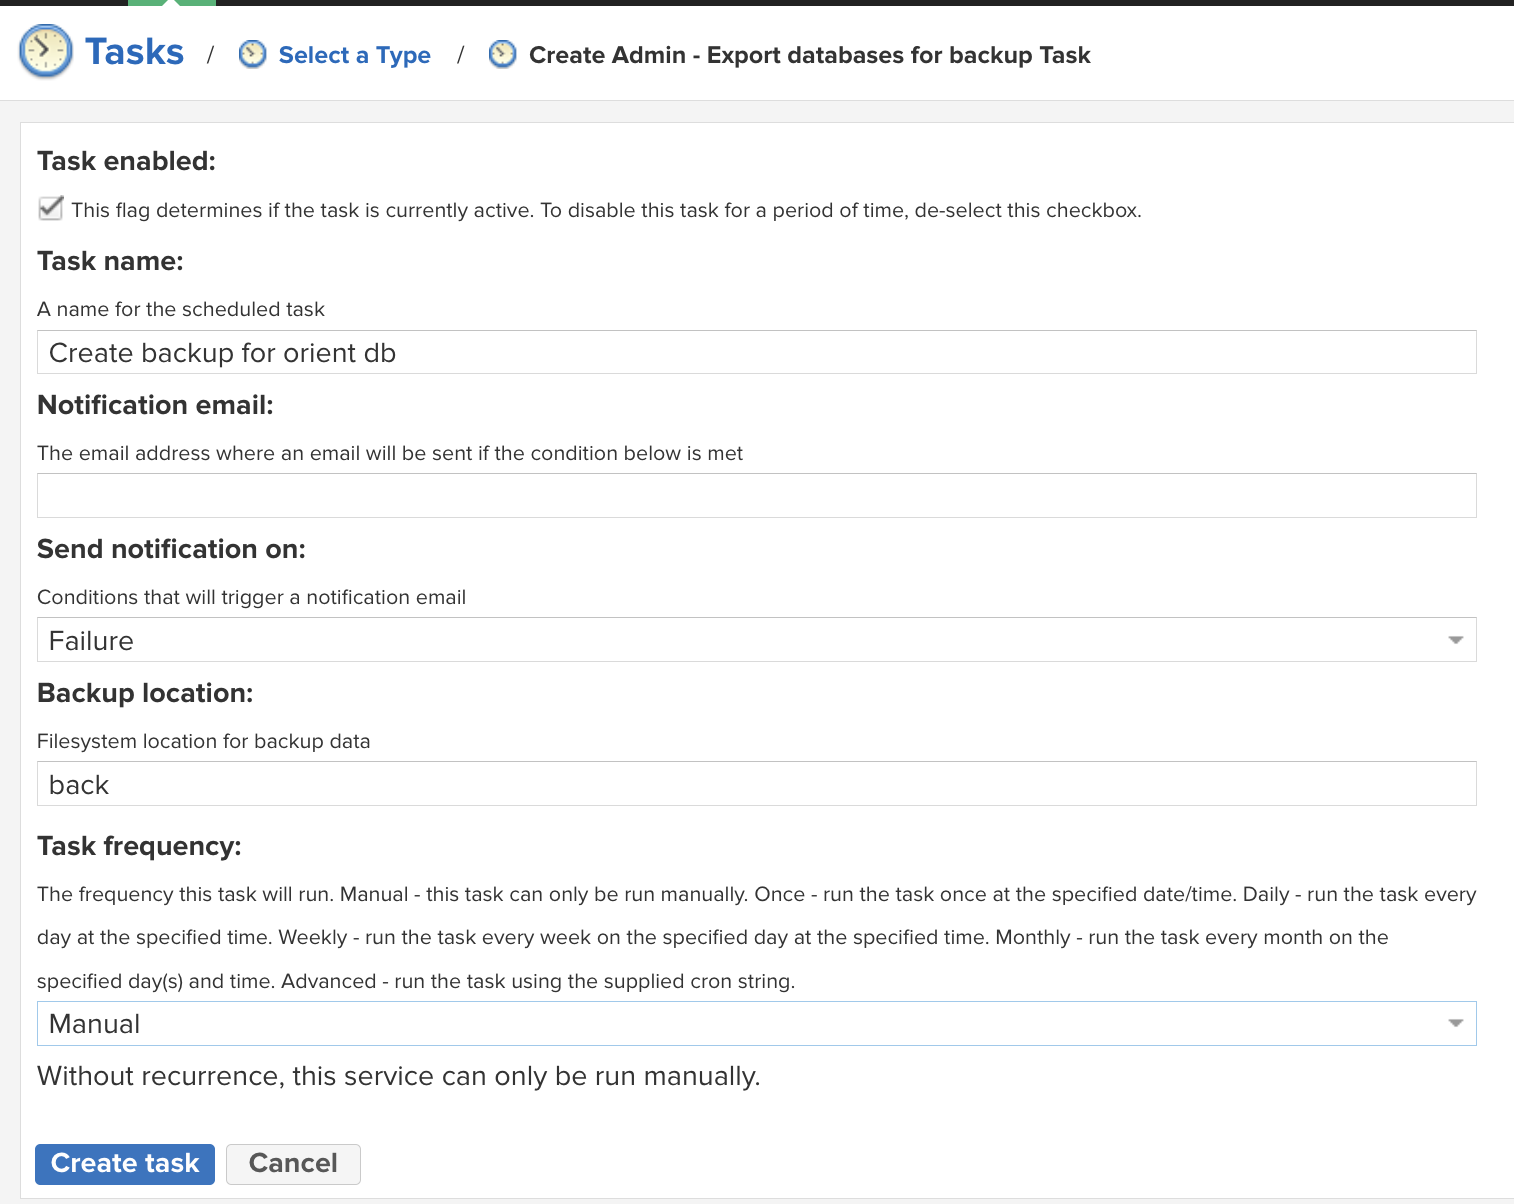 Tasks / Select a Type / Create Admin - Export databases for backup Task
Task enabled:
This flag determines if the task is currently active. To disable this task for a period of time, de-select this checkbox.
Task name:
A name for the scheduled task
Create backup for orient db
Notification email:
The email address where an email will be sent if the condition below is met
Send notification on:
Conditions that will trigger a notification email
Failure
Backup location:
Filesystem location for backup data
back
Task frequency:
The frequency this task will run. Manual - this task can only be run manually. Once - run the task once at the specified date/time. Daily - run the task every
day at the specified time. Weekly - run the task every week on the specified day at the specified time. Monthly - run the task every month on the
specified day(s) and time. Advanced - run the task using the supplied cron string.
Manual
Without recurrence, this service can only be run manually.
Create task Cancel